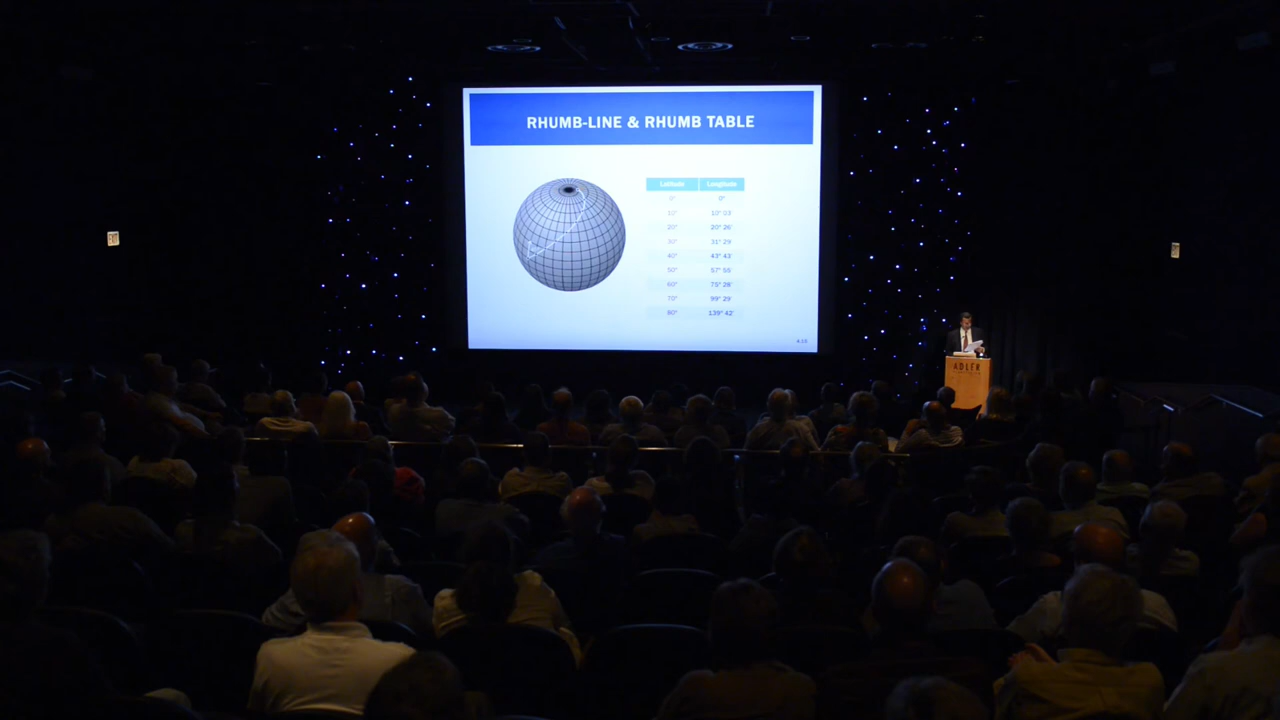 RHUMB-LINE & RHUMB TABLE
Latitude Longitude
0° 0°
10° 10° 03'
20° 20° 26'
30° 31° 29'
40° 43° 43'
50° 57° 55'
60° 75° 28'
70° 99° 29'
80° 139° 42'
EXIT
ADLER